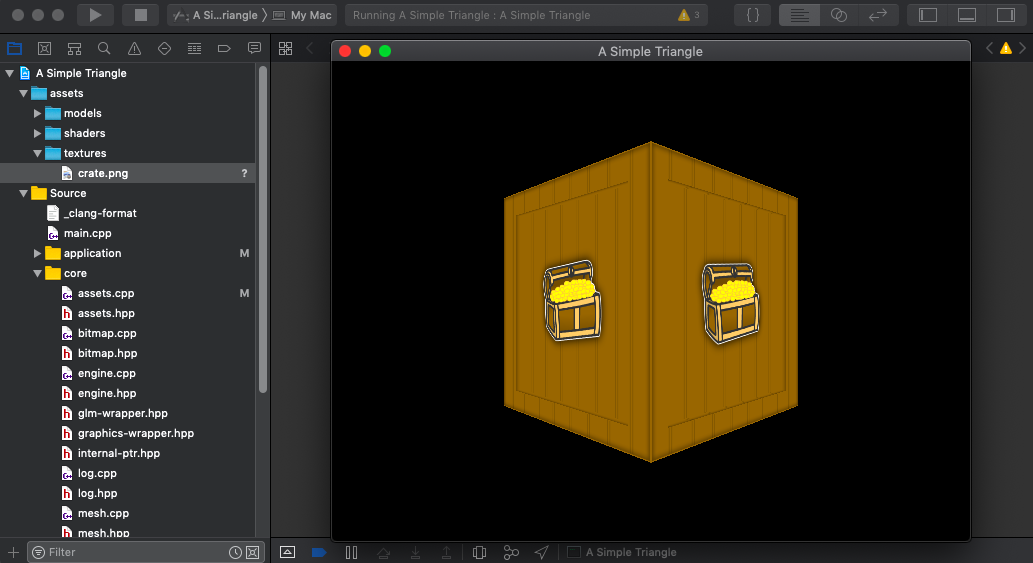 A Si...riangle
My Mac
Running A Simple Triangle : A Simple Triangle
3
A Simple Triangle
A Simple Triangle
assets
models
shaders
textures
crate.png ?
Source
_clang-format
main.cpp
application M
core
assets.cpp M
assets.hpp
bitmap.cpp
bitmap.hpp
engine.cpp
engine.hpp
glm-wrapper.hpp
graphics-wrapper.hpp
internal-ptr.hpp
log.cpp
log.hpp
mesh.cpp
mesh.hpp
Filter
A Simple Triangle